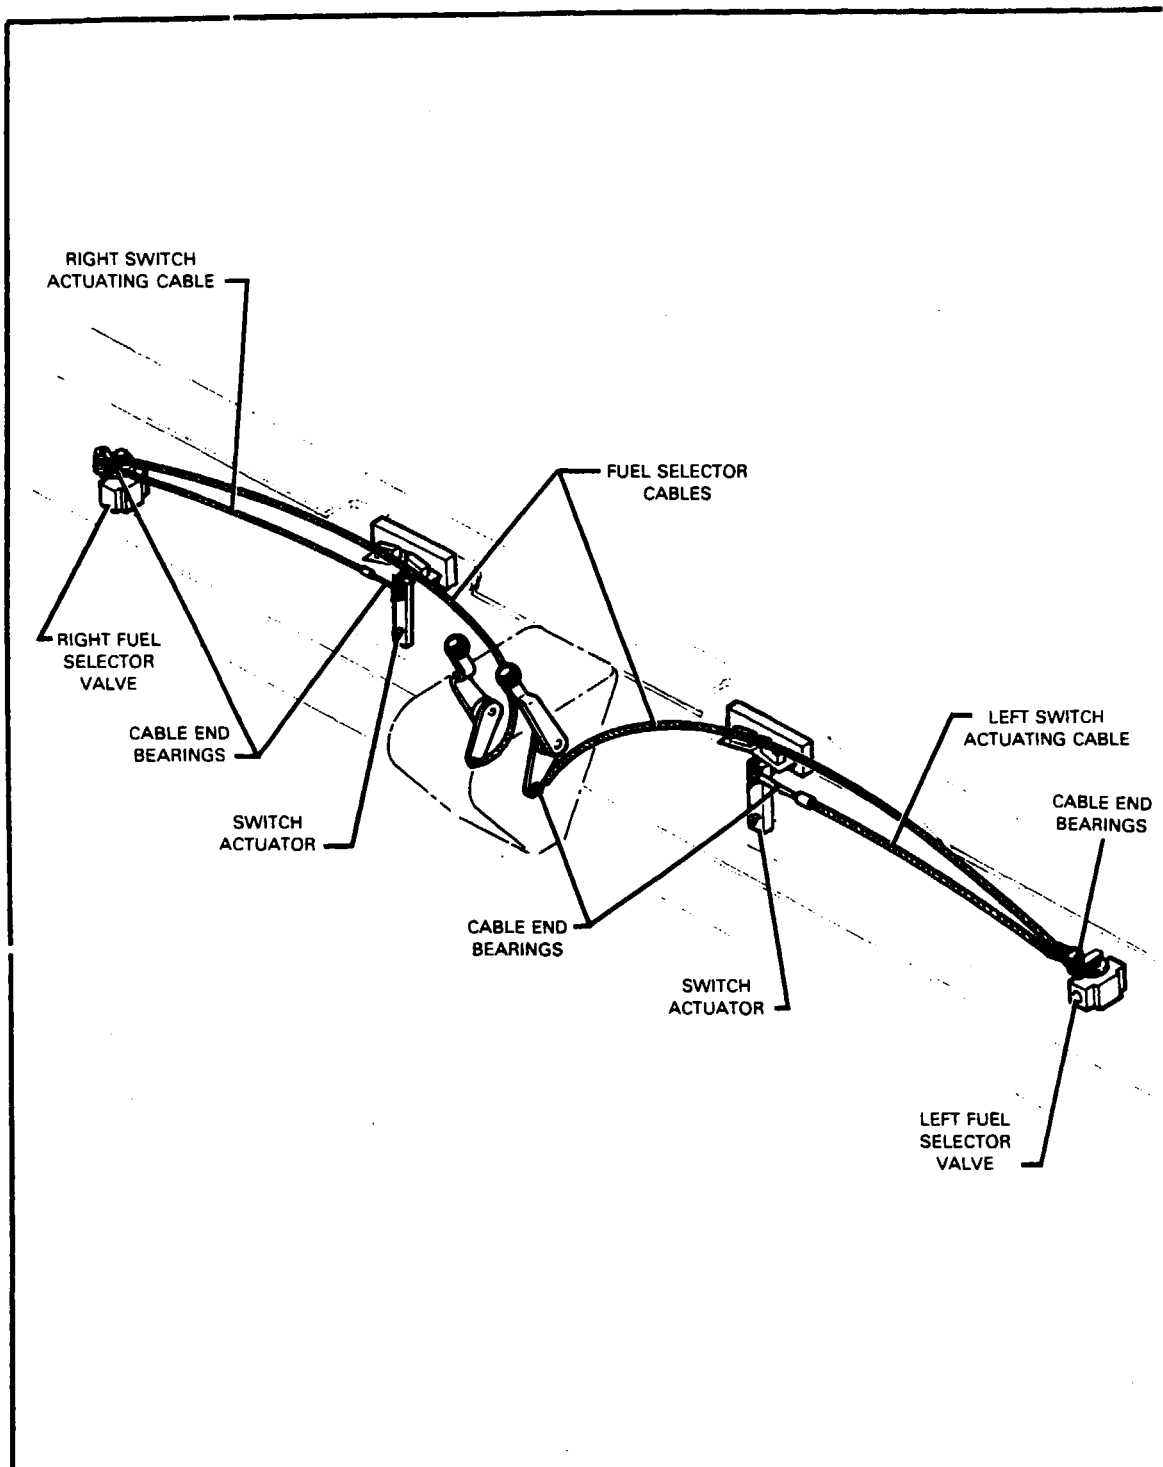 RIGHT SWITCH
ACTUATING CABLE
FUEL SELECTOR
CABLES
RIGHT FUEL
SELECTOR
VALVE
CABLE END
BEARINGS
LEFT SWITCH
ACTUATING CABLE
SWITCH
ACTUATOR
CABLE END
BEARINGS
CABLE END
BEARINGS
SWITCH
ACTUATOR
LEFT FUEL
SELECTOR
VALVE